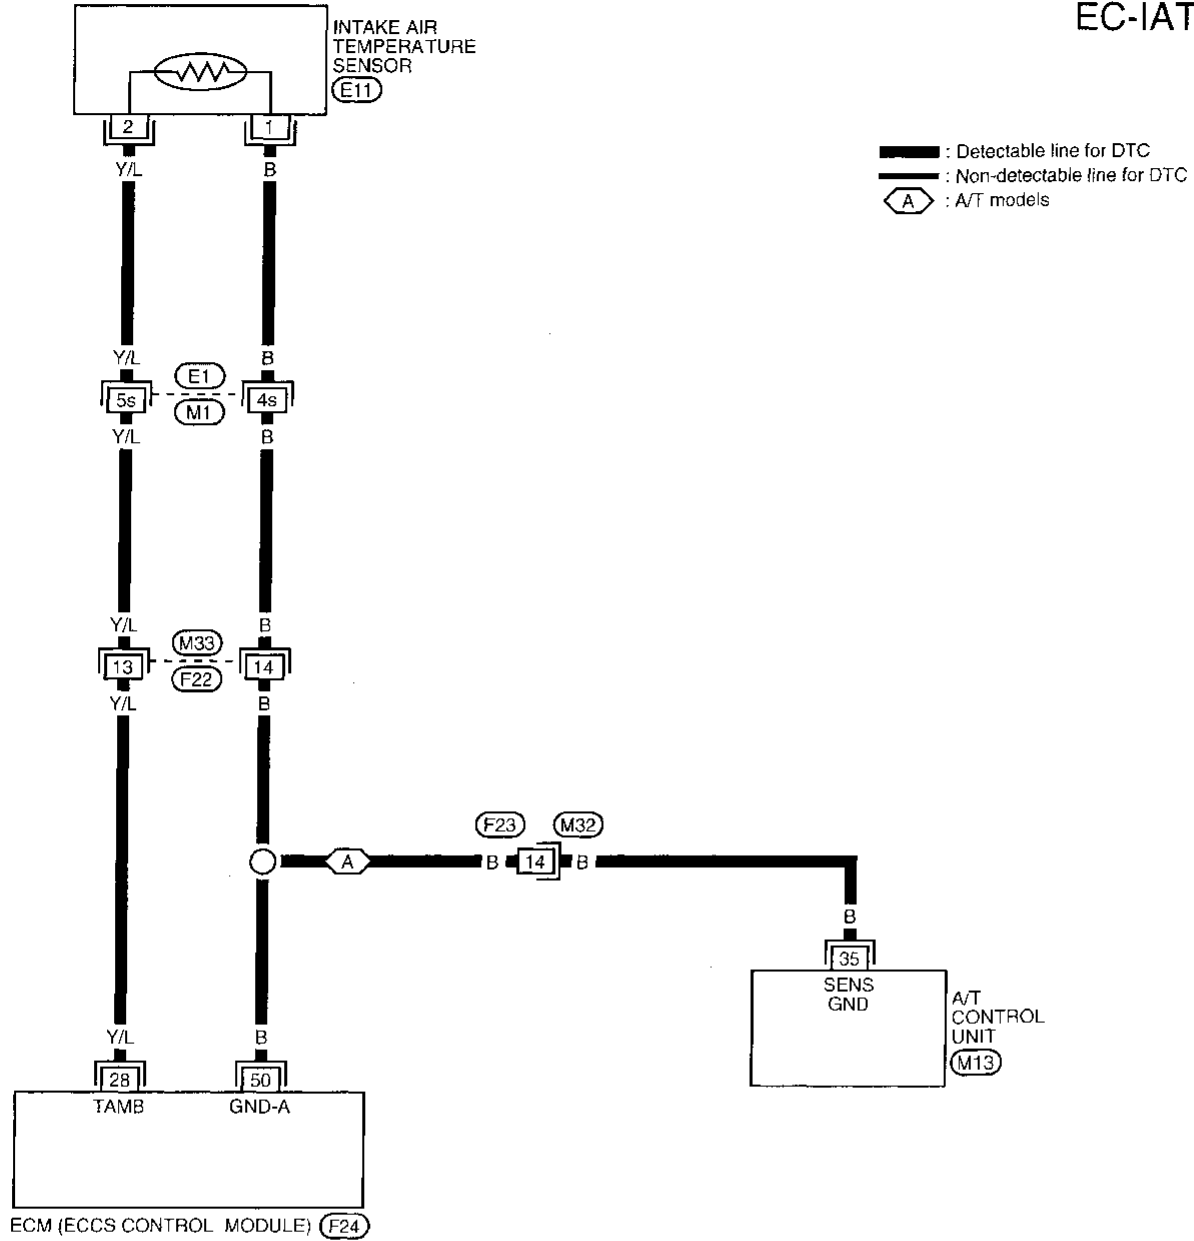 EC-IAT
INTAKE AIR
TEMPERATURE
SENSOR
E11
2
1
Y/L
B
: Detectable line for DTC
: Non-detectable line for DTC
A
: A/T models
Y/L
B
E1
5s
4s
M1
Y/L
B
Y/L
B
M33
13
14
F22
Y/L
B
F23
M32
A
B
14
B
B
35
SENS
GND
A/T
CONTROL
UNIT
M13
Y/L
B
28
50
TAMB
GND-A
ECM (ECCS CONTROL MODULE)
F24